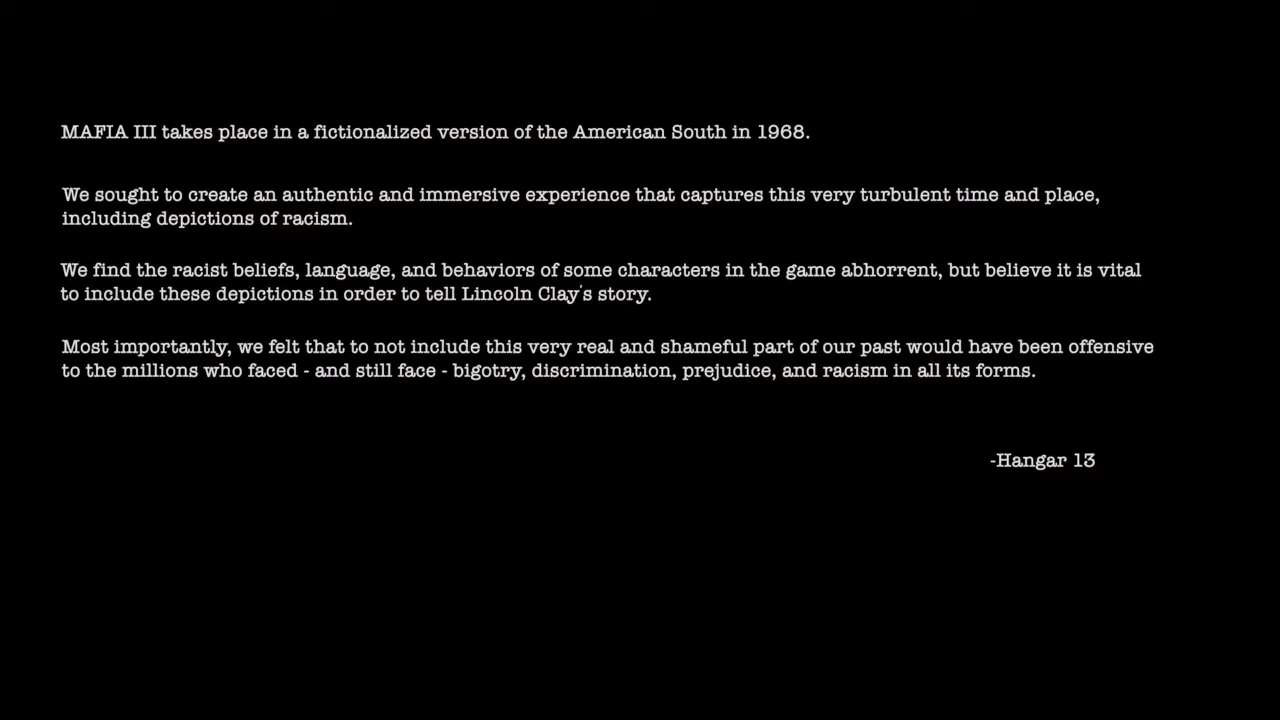 MAFIA III takes place in a fictionalized version of the American South in 1968.
We sought to create an authentic and immersive experience that captures this very turbulent time and place,
including depictions of racism.
We find the racist beliefs, language, and behaviors of some characters in the game abhorrent, but believe it is vital
to include these depictions in order to tell Lincoln Clay's story.
Most importantly, we felt that to not include this very real and shameful part of our past would have been offensive
to the millions who faced - and still face - bigotry, discrimination, prejudice, and racism in all its forms.
-Hangar 13